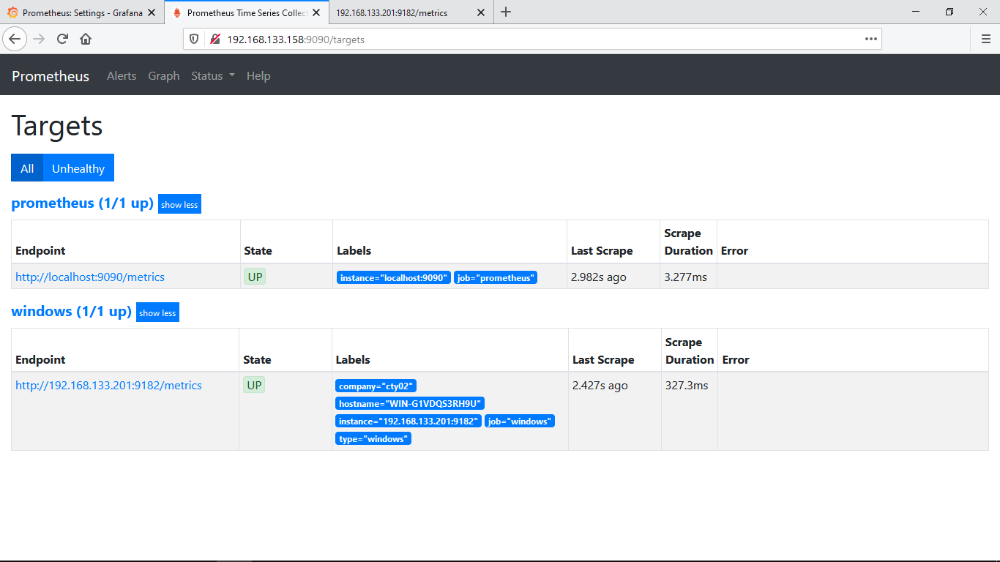 Prometheus: Settings - Grafana
Prometheus Time Series Collect
192.168.133.201:9182/metrics
192.168.133.158:9090/targets
Prometheus Alerts Graph Status Help
Targets
All Unhealthy
prometheus (1/1 up) show less
Endpoint State Labels Last Scrape Scrape Duration Error
http://localhost:9090/metrics UP instance="localhost:9090" job="prometheus" 2.982s ago 3.277ms
windows (1/1 up) show less
Endpoint State Labels Last Scrape Scrape Duration Error
http://192.168.133.201:9182/metrics UP company="cty02" 2.427s ago 327.3ms
hostname="WIN-G1VDQS3RH9U"
instance="192.168.133.201:9182" job="windows"
type="windows"